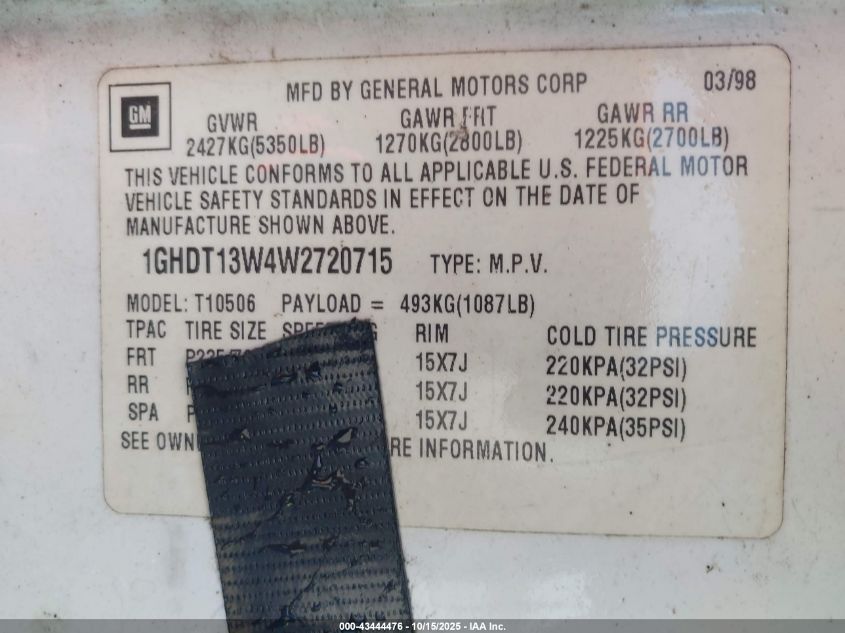 MFD BY GENERAL MOTORS CORP 03/98
GM
GVWR GAWR FRT GAWR RR
2427KG(5350LB) 1270KG(2800LB) 1225KG(2700LB)
THIS VEHICLE CONFORMS TO ALL APPLICABLE U.S. FEDERAL MOTOR
VEHICLE SAFETY STANDARDS IN EFFECT ON THE DATE OF
MANUFACTURE SHOWN ABOVE.
1GHDT13W4W2720715 TYPE: M.P.V.
MODEL: T10506 PAYLOAD = 493KG(1087LB)
TPAC TIRE SIZE RIM COLD TIRE PRESSURE
FRT 15X7J 220KPA(32PSI)
RR 15X7J 220KPA(32PSI)
SPA 15X7J 240KPA(35PSI)
SEE INFORMATION.
000-43444476 - 10/15/2025 - IAA Inc.